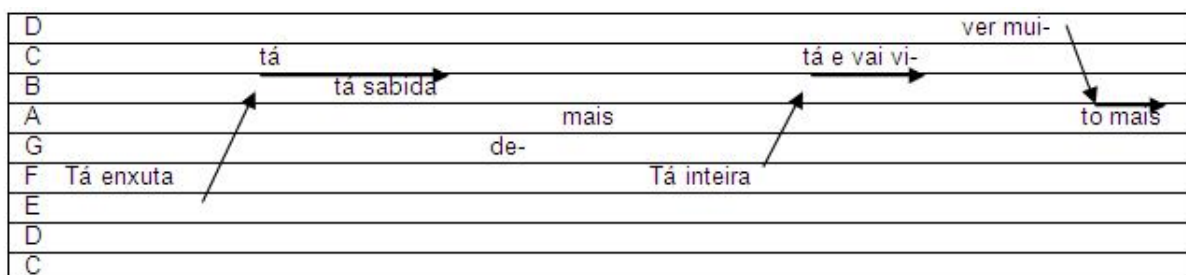 D ver mui-
C tá tá e vai vi-
B tá sabida
A mais to mais
G de-
F Tá enxuta Tá inteira
E
D
C